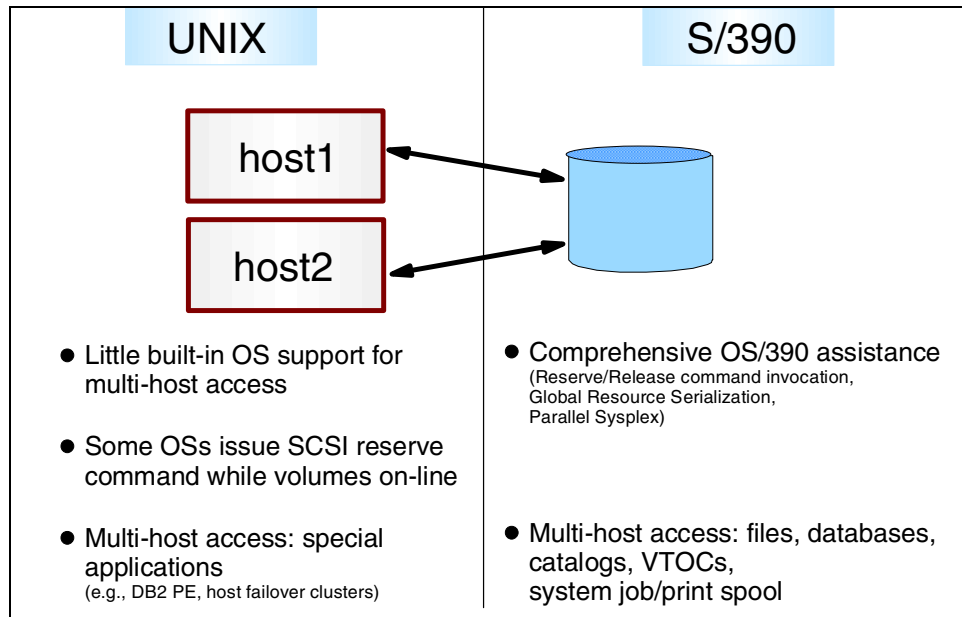 UNIX
S/390
host1
host2
● Little built-in OS support for
multi-host access
● Some OSs issue SCSI reserve
command while volumes on-line
● Multi-host access: special
applications
(e.g., DB2 PE, host failover clusters)
● Comprehensive OS/390 assistance
(Reserve/Release command invocation,
Global Resource Serialization,
Parallel Sysplex)
● Multi-host access: files, databases,
catalogs, VTOCs,
system job/print spool